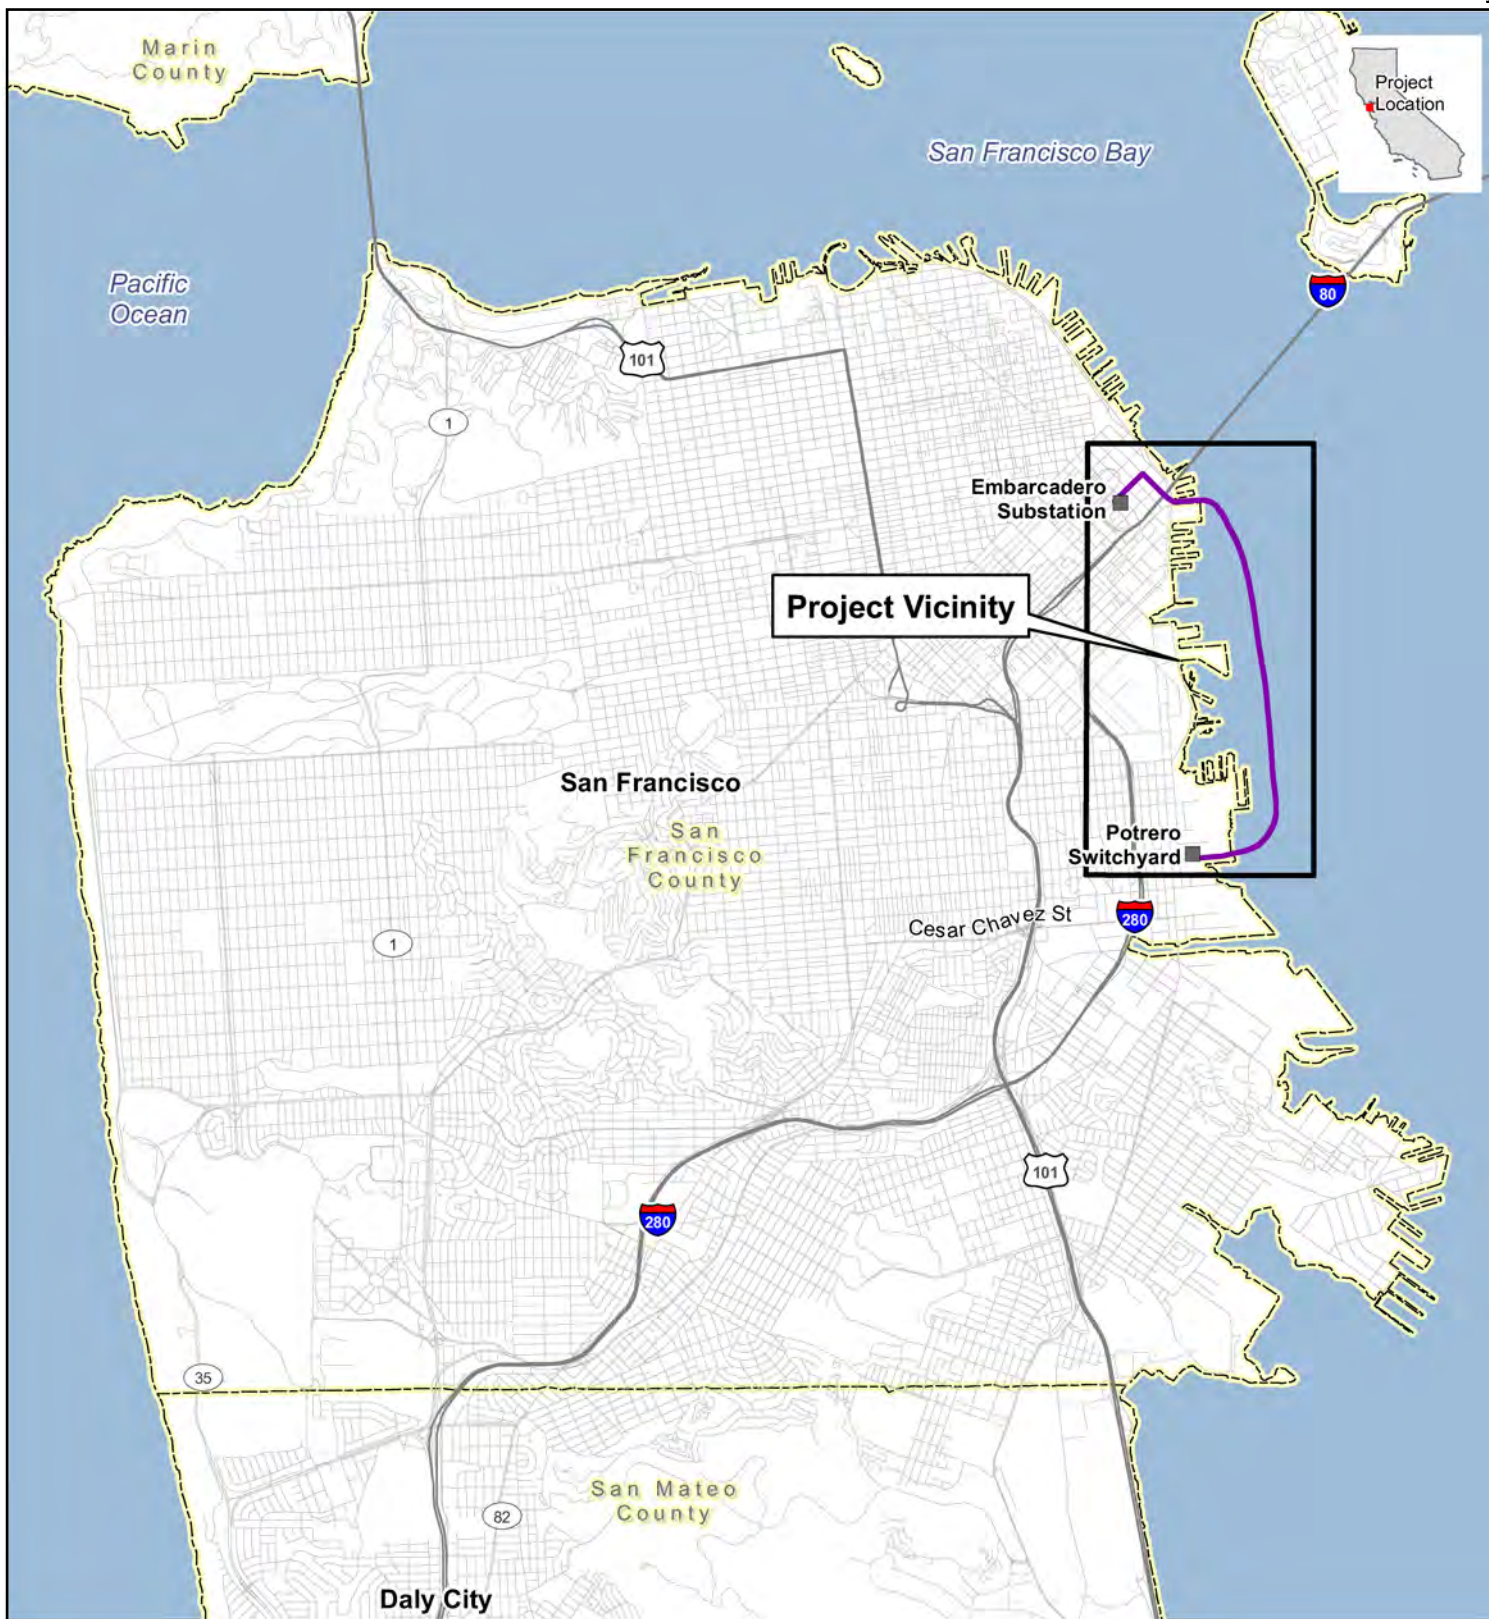 Marin
County
Project
Location
San Francisco Bay
Pacific
Ocean
80
101
1
Embarcadero
Substation
Project Vicinity
San Francisco
San
Francisco
County
Potrero
Switchyard
Cesar Chavez St
280
1
101
280
35
San Mateo
County
82
Daly City